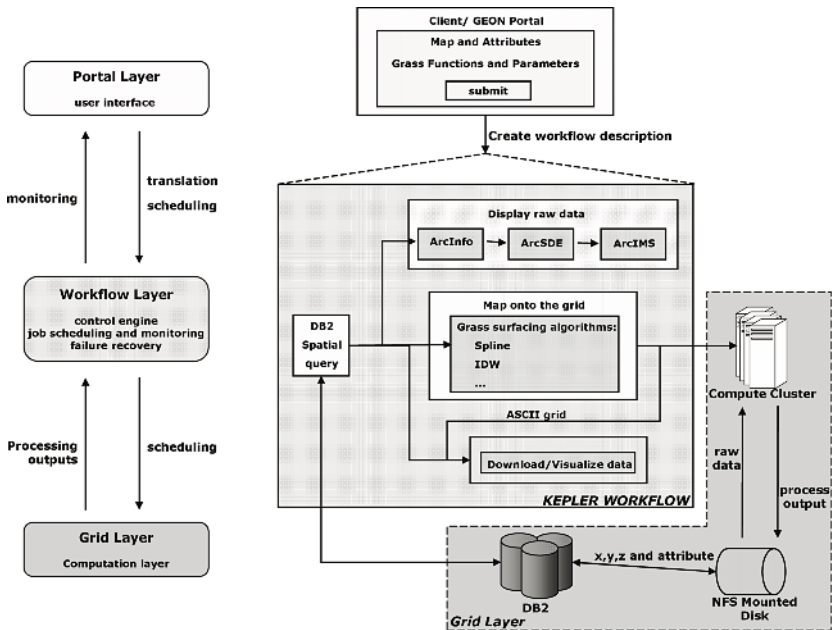 Portal Layer
user interface
monitoring
translation
scheduling
Workflow Layer
control engine
job scheduling and monitoring
failure recovery
Processing
outputs
scheduling
Grid Layer
Computation layer
Client/ GEON Portal
Map and Attributes
Grass Functions and Parameters
submit
Create workflow description
Display raw data
ArcInfo
ArcSDE
ArcIMS
DB2
Spatial
query
Map onto the grid
Grass surfacing algorithms:
Spline
IDW
...
ASCII grid
Download/Visualize data
KEPLER WORKFLOW
Compute Cluster
raw
data
process
output
x,y,z and attribute
DB2
NFS Mounted
Disk
Grid Layer